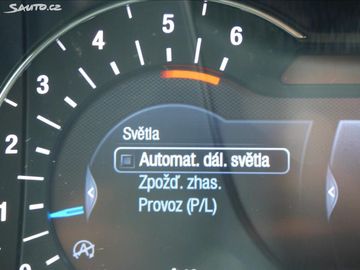 SAUTO.CZ
1
2
3
4
5
6
Světla
Automat. dál. světla
Zpožď. zhas.
Provoz (P/L)